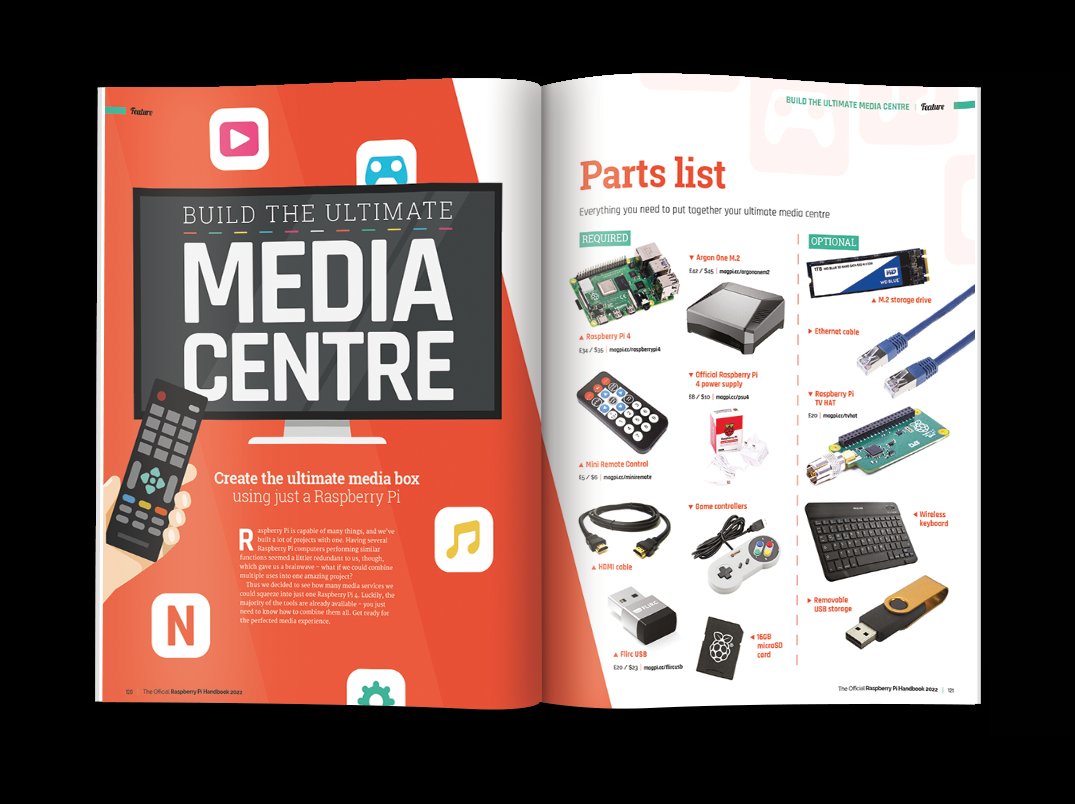 Feature
BUILD THE ULTIMATE
MEDIA
CENTRE
Create the ultimate media box
using just a Raspberry Pi
Raspberry Pi is capable of many things, and we've
built a lot of projects with one. Having several
Raspberry Pi computers performing similar
functions seemed a little redundant to us, though,
which gave us a brainwave – what if we could combine
multiple uses into one amazing project?
Thus we decided to see how many media services we
could squeeze into just one Raspberry Pi 4. Luckily, the
majority of the tools are already available – you just
need to know how to combine them all. Get ready for
the perfect media experience.
N
120 The Official Raspberry Pi Handbook 2022
BUILD THE ULTIMATE MEDIA CENTRE | Feature
Parts list
Everything you need to put together your ultimate media centre
REQUIRED
▲ Raspberry Pi 4
£34 / $35 | magpi.cc/raspberrypi4
▼ Argon One M.2
£42 / $45 | magpi.cc/argononem2
▲ Mini Remote Control
£5 / $6 | magpi.cc/miniremote
▼ Official Raspberry Pi
4 power supply
£8 / $10 | magpi.cc/psu4
▲ HDMI cable
▼ Game controllers
FLIRC
▲ Flirc USB
£20 / $23 | magpi.cc/flircusb
◀ 16GB
microSD
card
OPTIONAL
1TB WD BLUE
WD
WD BLUE
▲ M.2 storage drive
▶ Ethernet cable
▼ Raspberry Pi
TV HAT
£20 | magpi.cc/tvhat
◀ Wireless
keyboard
▶ Removable
USB storage
The Official Raspberry Pi Handbook 2022 | 121